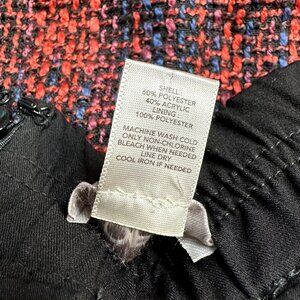 SHELL :
60% POLYESTER
40% ACRYLIC
LINING :
100% POLYESTER
MACHINE WASH COLD
ONLY NON-CHLORINE
BLEACH WHEN NEEDED
LINE DRY
COOL IRON IF NEEDED